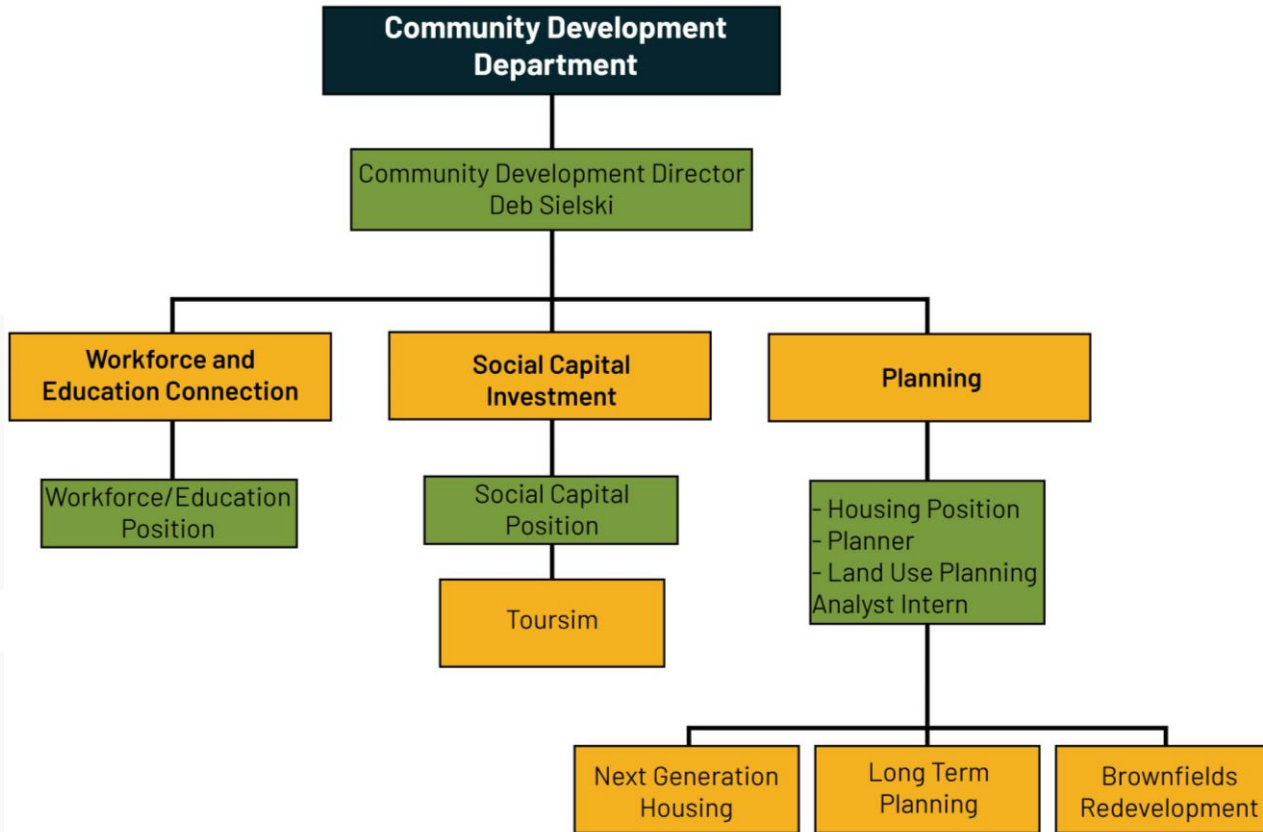 Community Development
Department
Community Development Director
Deb Sielski
Workforce and
Education Connection
Social Capital
Investment
Planning
Workforce/Education
Position
Social Capital
Position
- Housing Position
- Planner
- Land Use Planning
Analyst Intern
Toursim
Next Generation
Housing
Long Term
Planning
Brownfields
Redevelopment